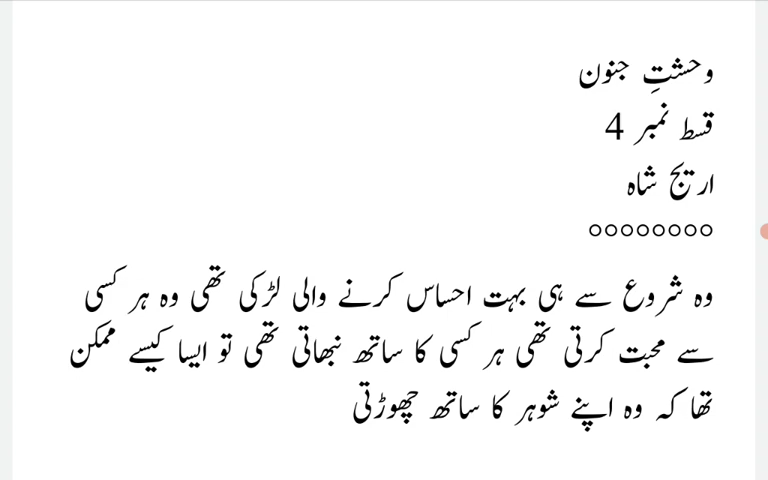 وحشتِ جنون
قسط نمبر 4
اریج شاہ
○○○○○○○○
وہ شروع سے ہی بہت احساس کرنے والی لڑکی تھی وہ ہر کسی
سے محبت کرتی تھی ہر کسی کا ساتھ نبھاتی تھی تو ایسا کیسے ممکن
تھا کہ وہ اپنے شوہر کا ساتھ چھوڑتی